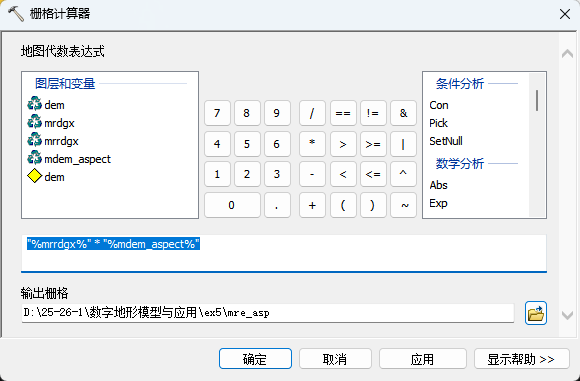 栅格计算器
地图代数表达式
图层和变量
dem
mrdgx
mrrdgx
mdem_aspect
dem
7 8 9 / == != &
4 5 6 * > >= |
1 2 3 - < <= ^
0 . + ( ) ~
条件分析
Con
Pick
SetNull
数学分析
Abs
Exp
"%mrrdgx%" * "%mdem_aspect%"
输出栅格
D:\25-26-1\数字地形模型与应用\ex5\mre_asp
确定 取消 应用 显示帮助 >>